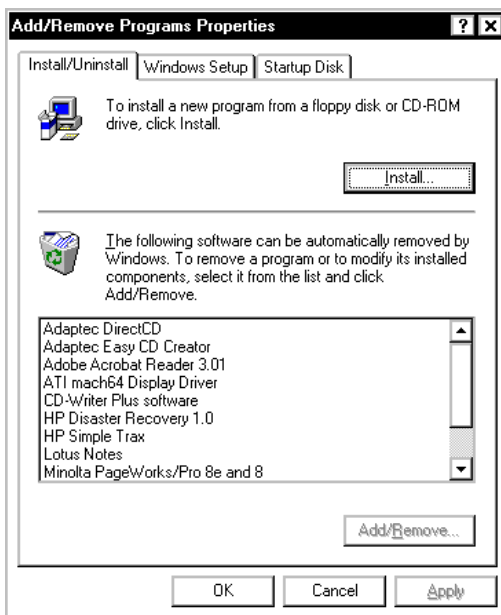 Add/Remove Programs Properties
Install/Uninstall Windows Setup Startup Disk
To install a new program from a floppy disk or CD-ROM
drive, click Install.
Install...
The following software can be automatically removed by
Windows. To remove a program or to modify its installed
components, select it from the list and click
Add/Remove.
Adaptec DirectCD
Adaptec Easy CD Creator
Adobe Acrobat Reader 3.01
ATI mach64 Display Driver
CD-Writer Plus software
HP Disaster Recovery 1.0
HP Simple Trax
Lotus Notes
Minolta PageWorks/Pro 8e and 8
Add/Remove...
OK Cancel Apply